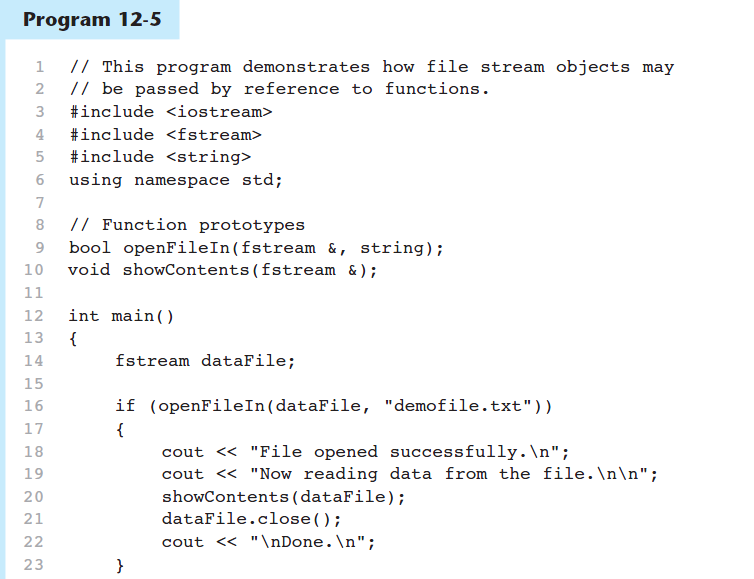 Program 12-5
1 // This program demonstrates how file stream objects may
2 // be passed by reference to functions.
3 #include <iostream>
4 #include <fstream>
5 #include <string>
6 using namespace std;
7
8 // Function prototypes
9 bool openFileIn(fstream &, string);
10 void showContents(fstream &);
11
12 int main()
13 {
14 fstream dataFile;
15
16 if (openFileIn(dataFile, "demofile.txt"))
17 {
18 cout << "File opened successfully.\n";
19 cout << "Now reading data from the file.\n\n";
20 showContents(dataFile);
21 dataFile.close();
22 cout << "\nDone.\n";
23 }